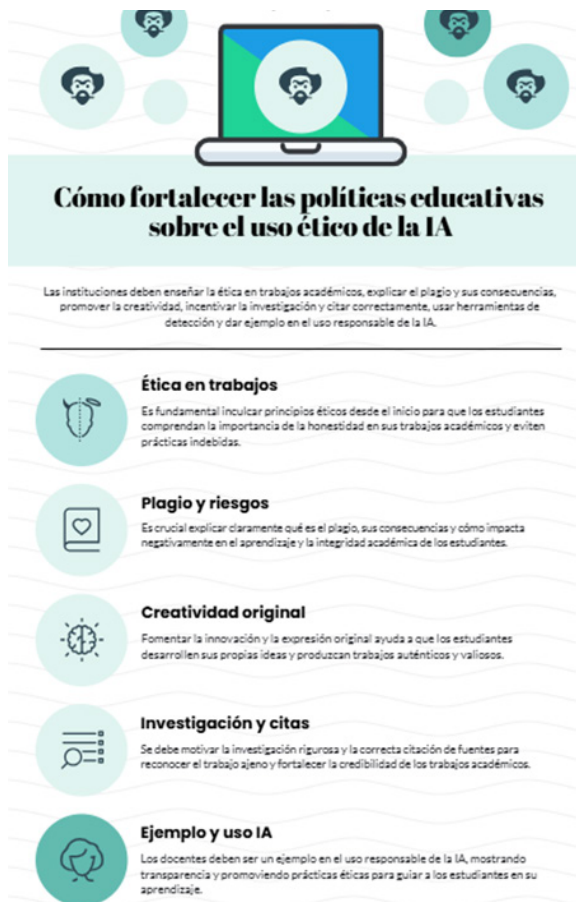 Cómo fortalecer las políticas educativas
sobre el uso ético de la IA
Las instituciones deben enseñar la ética en trabajos académicos, explicar el plagio y sus consecuencias,
promover la creatividad, incentivar la investigación y citar correctamente, usar herramientas de
detección y dar ejemplo en el uso responsable de la IA.
Ética en trabajos
Es fundamental inculcar principios éticos desde el inicio para que los estudiantes
comprendan la importancia de la honestidad en sus trabajos académicos y eviten
prácticas indebidas.
Plagio y riesgos
Es crucial explicar claramente qué es el plagio, sus consecuencias y cómo impacta
negativamente en el aprendizaje y la integridad académica de los estudiantes.
Creatividad original
Fomentar la innovación y la expresión original ayuda a que los estudiantes
desarrollen sus propias ideas y produzcan trabajos auténticos y valiosos.
Investigación y citas
Se debe motivar la investigación rigurosa y la correcta citación de fuentes para
reconocer el trabajo ajeno y fortalecer la credibilidad de los trabajos académicos.
Ejemplo y uso IA
Los docentes deben ser un ejemplo en el uso responsable de la IA, mostrando
transparencia y promoviendo prácticas éticas para guiar a los estudiantes en su
aprendizaje.